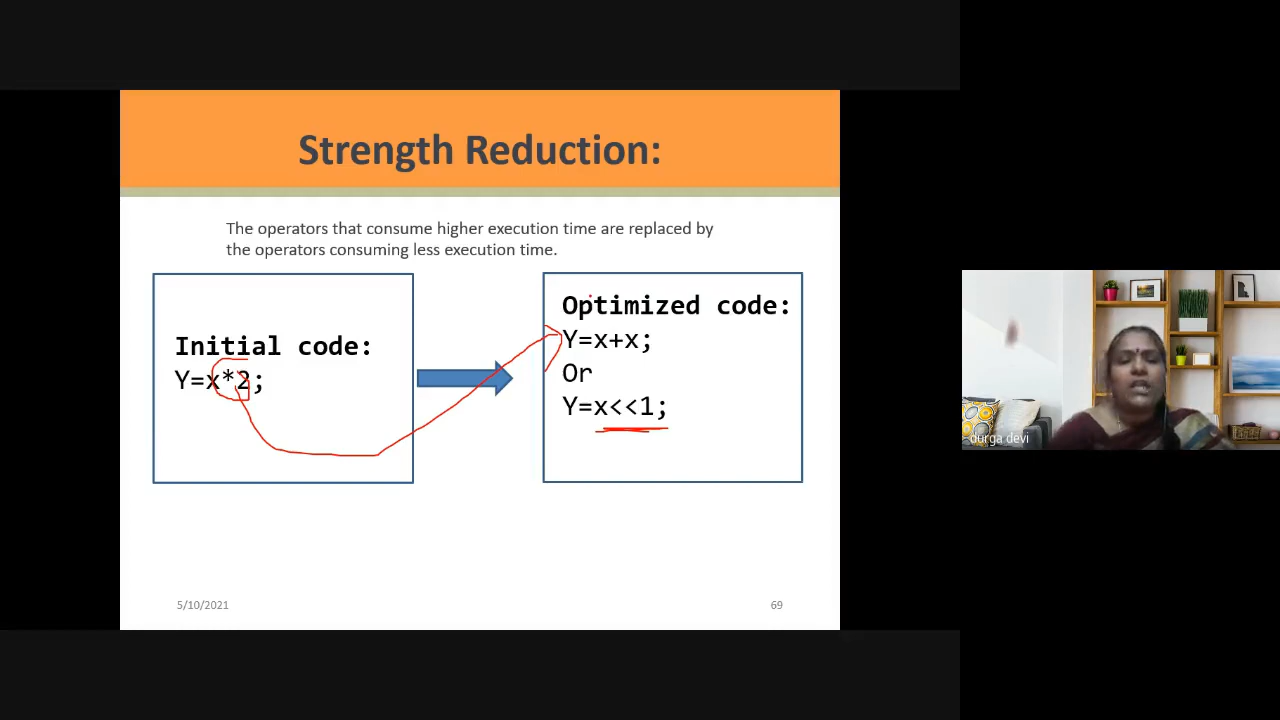 Strength Reduction:
The operators that consume higher execution time are replaced by
the operators consuming less execution time.
Initial code:
Y=x*2;
Optimized code:
Y=x+x;
Or
Y=x<<1;
5/10/2021
69
durga devi